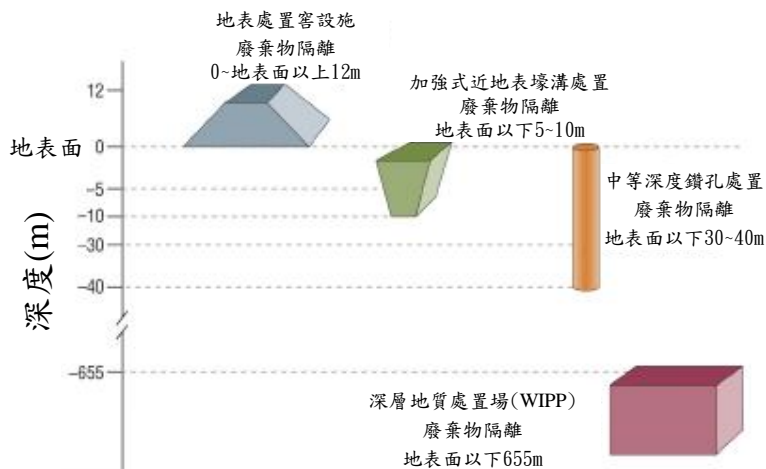 地表處置窖設施
廢棄物隔離
0~地表面以上12m
加強式近地表壕溝處置
廢棄物隔離
地表面以下5~10m
中等深度鑽孔處置
廢棄物隔離
地表面以下30~40m
深層地質處置場(WIPP)
廢棄物隔離
地表面以下655m
12
地表面 0
-5
-10
-30
-40
-655
深度(m)